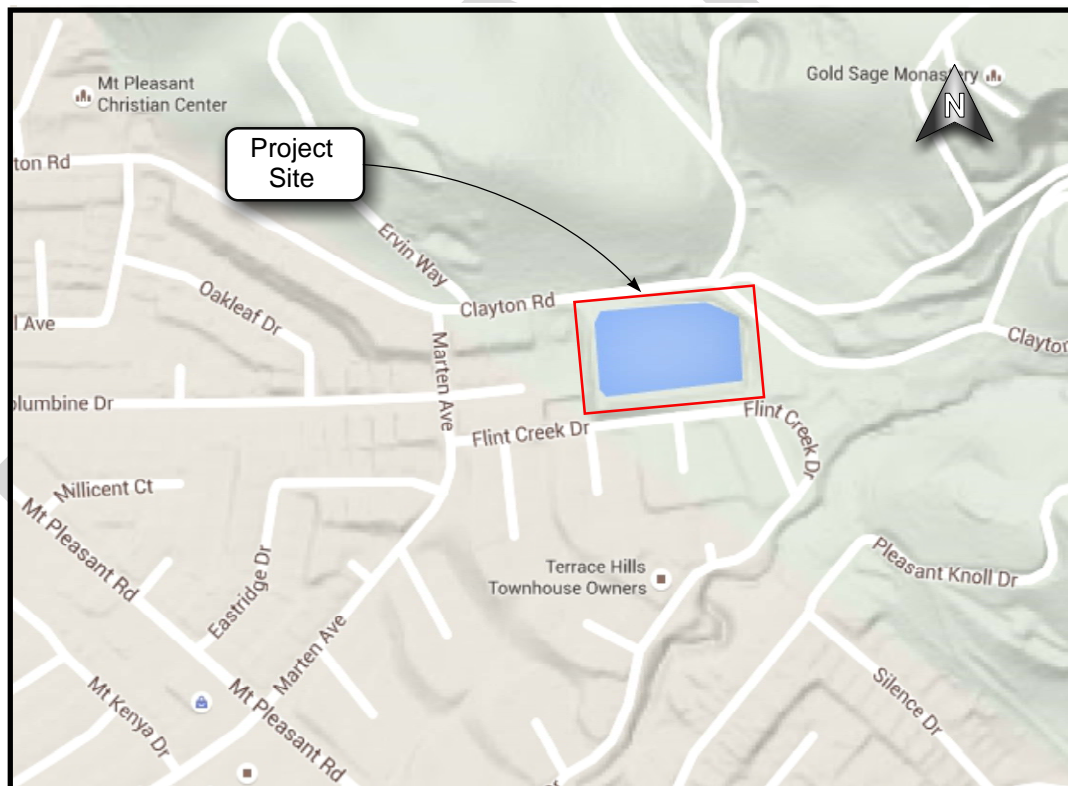 Mt Pleasant
Christian Center
Gold Sage Monastery
N
Project
Site
ton Rd
Ervin Way
Clayton Rd
Oakleaf Dr
l Ave
Marten Ave
Clayton
olumbine Dr
Flint Creek Dr
Flint Creek Dr
Millicent Ct
Mt Pleasant Rd
Eastridge Dr
Terrace Hills
Townhouse Owners
Pleasant Knoll Dr
Marten Ave
Silence Dr
Mt Kenya Dr
Mt Pleasant Rd